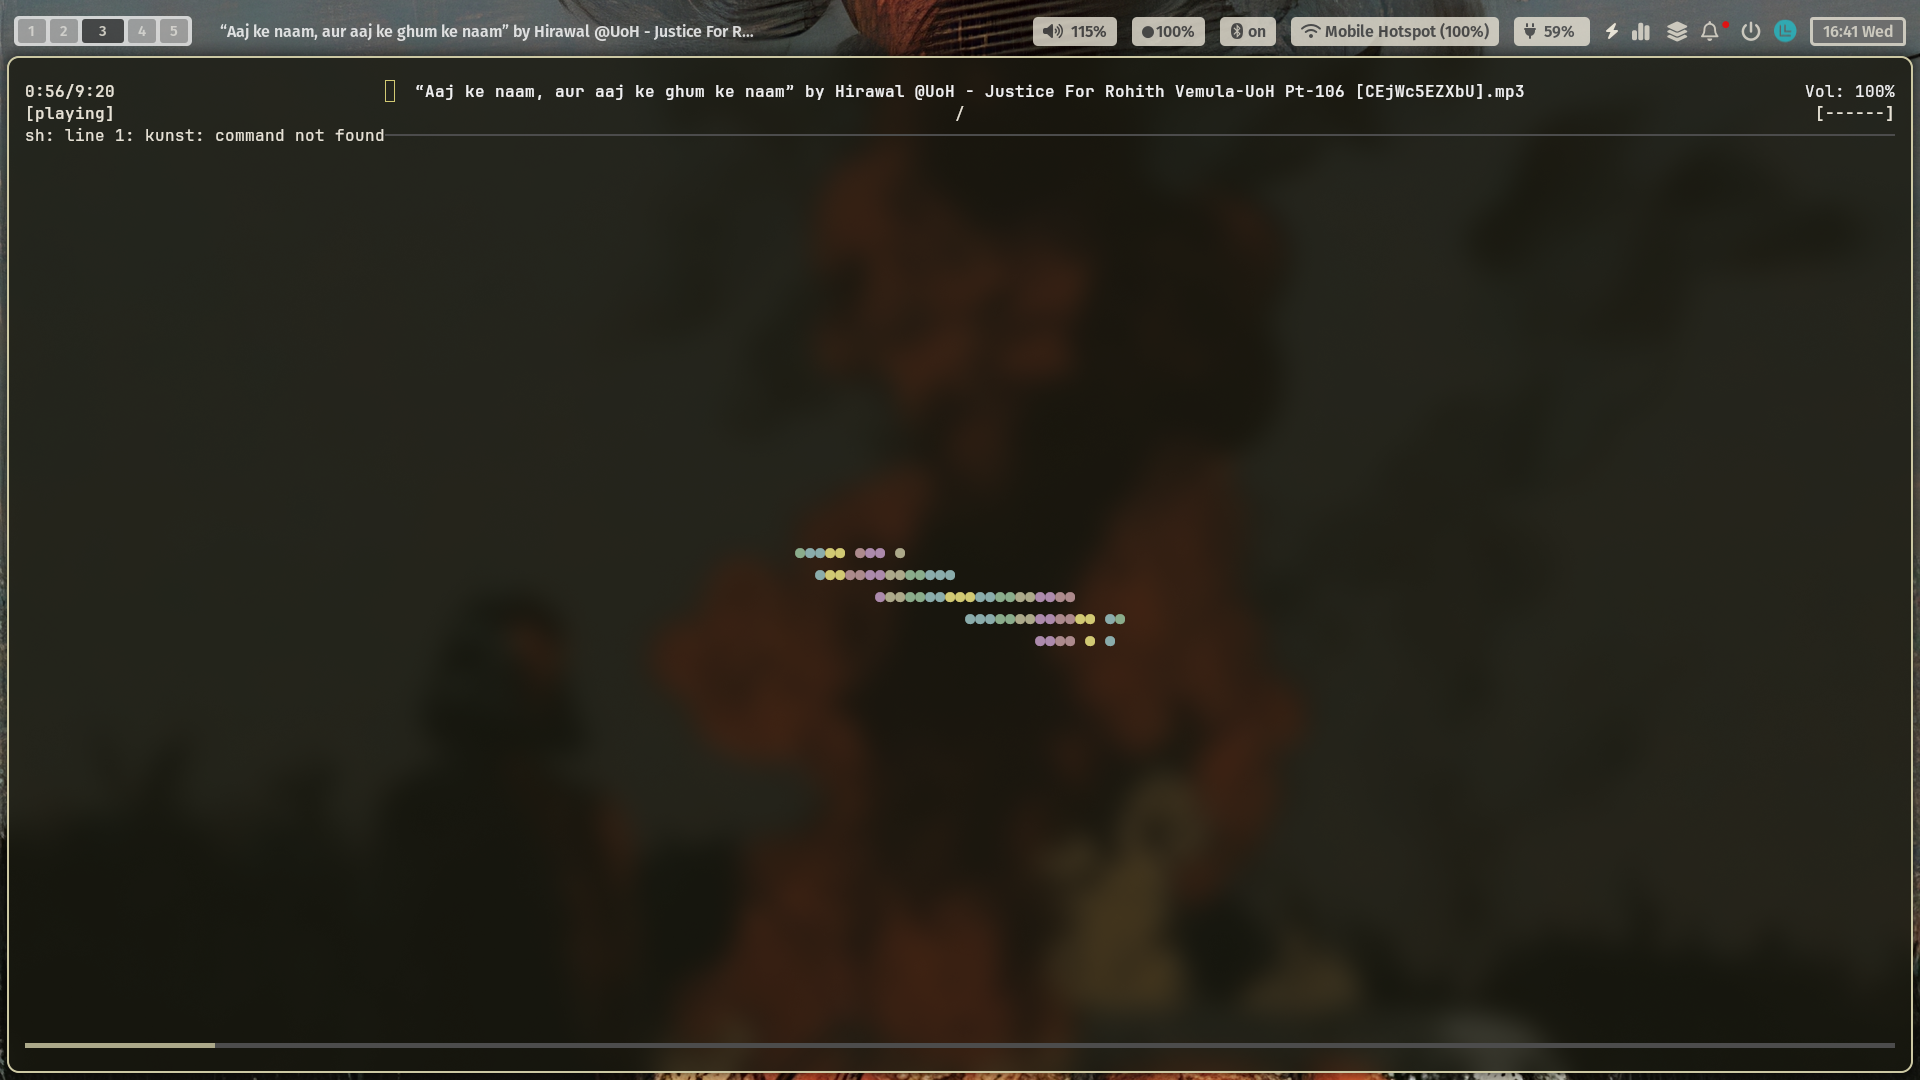 1 2 3 4 5 “Aaj ke naam, aur aaj ke ghum ke naam” by Hirawal @UoH - Justice For R... 115% 100% on Mobile Hotspot (100%) 59% 16:41 Wed
0:56/9:20 “Aaj ke naam, aur aaj ke ghum ke naam” by Hirawal @UoH - Justice For Rohith Vemula-UoH Pt-106 [CEjWc5EZXbU].mp3 Vol: 100%
[playing] / [------]
sh: line 1: kunst: command not found